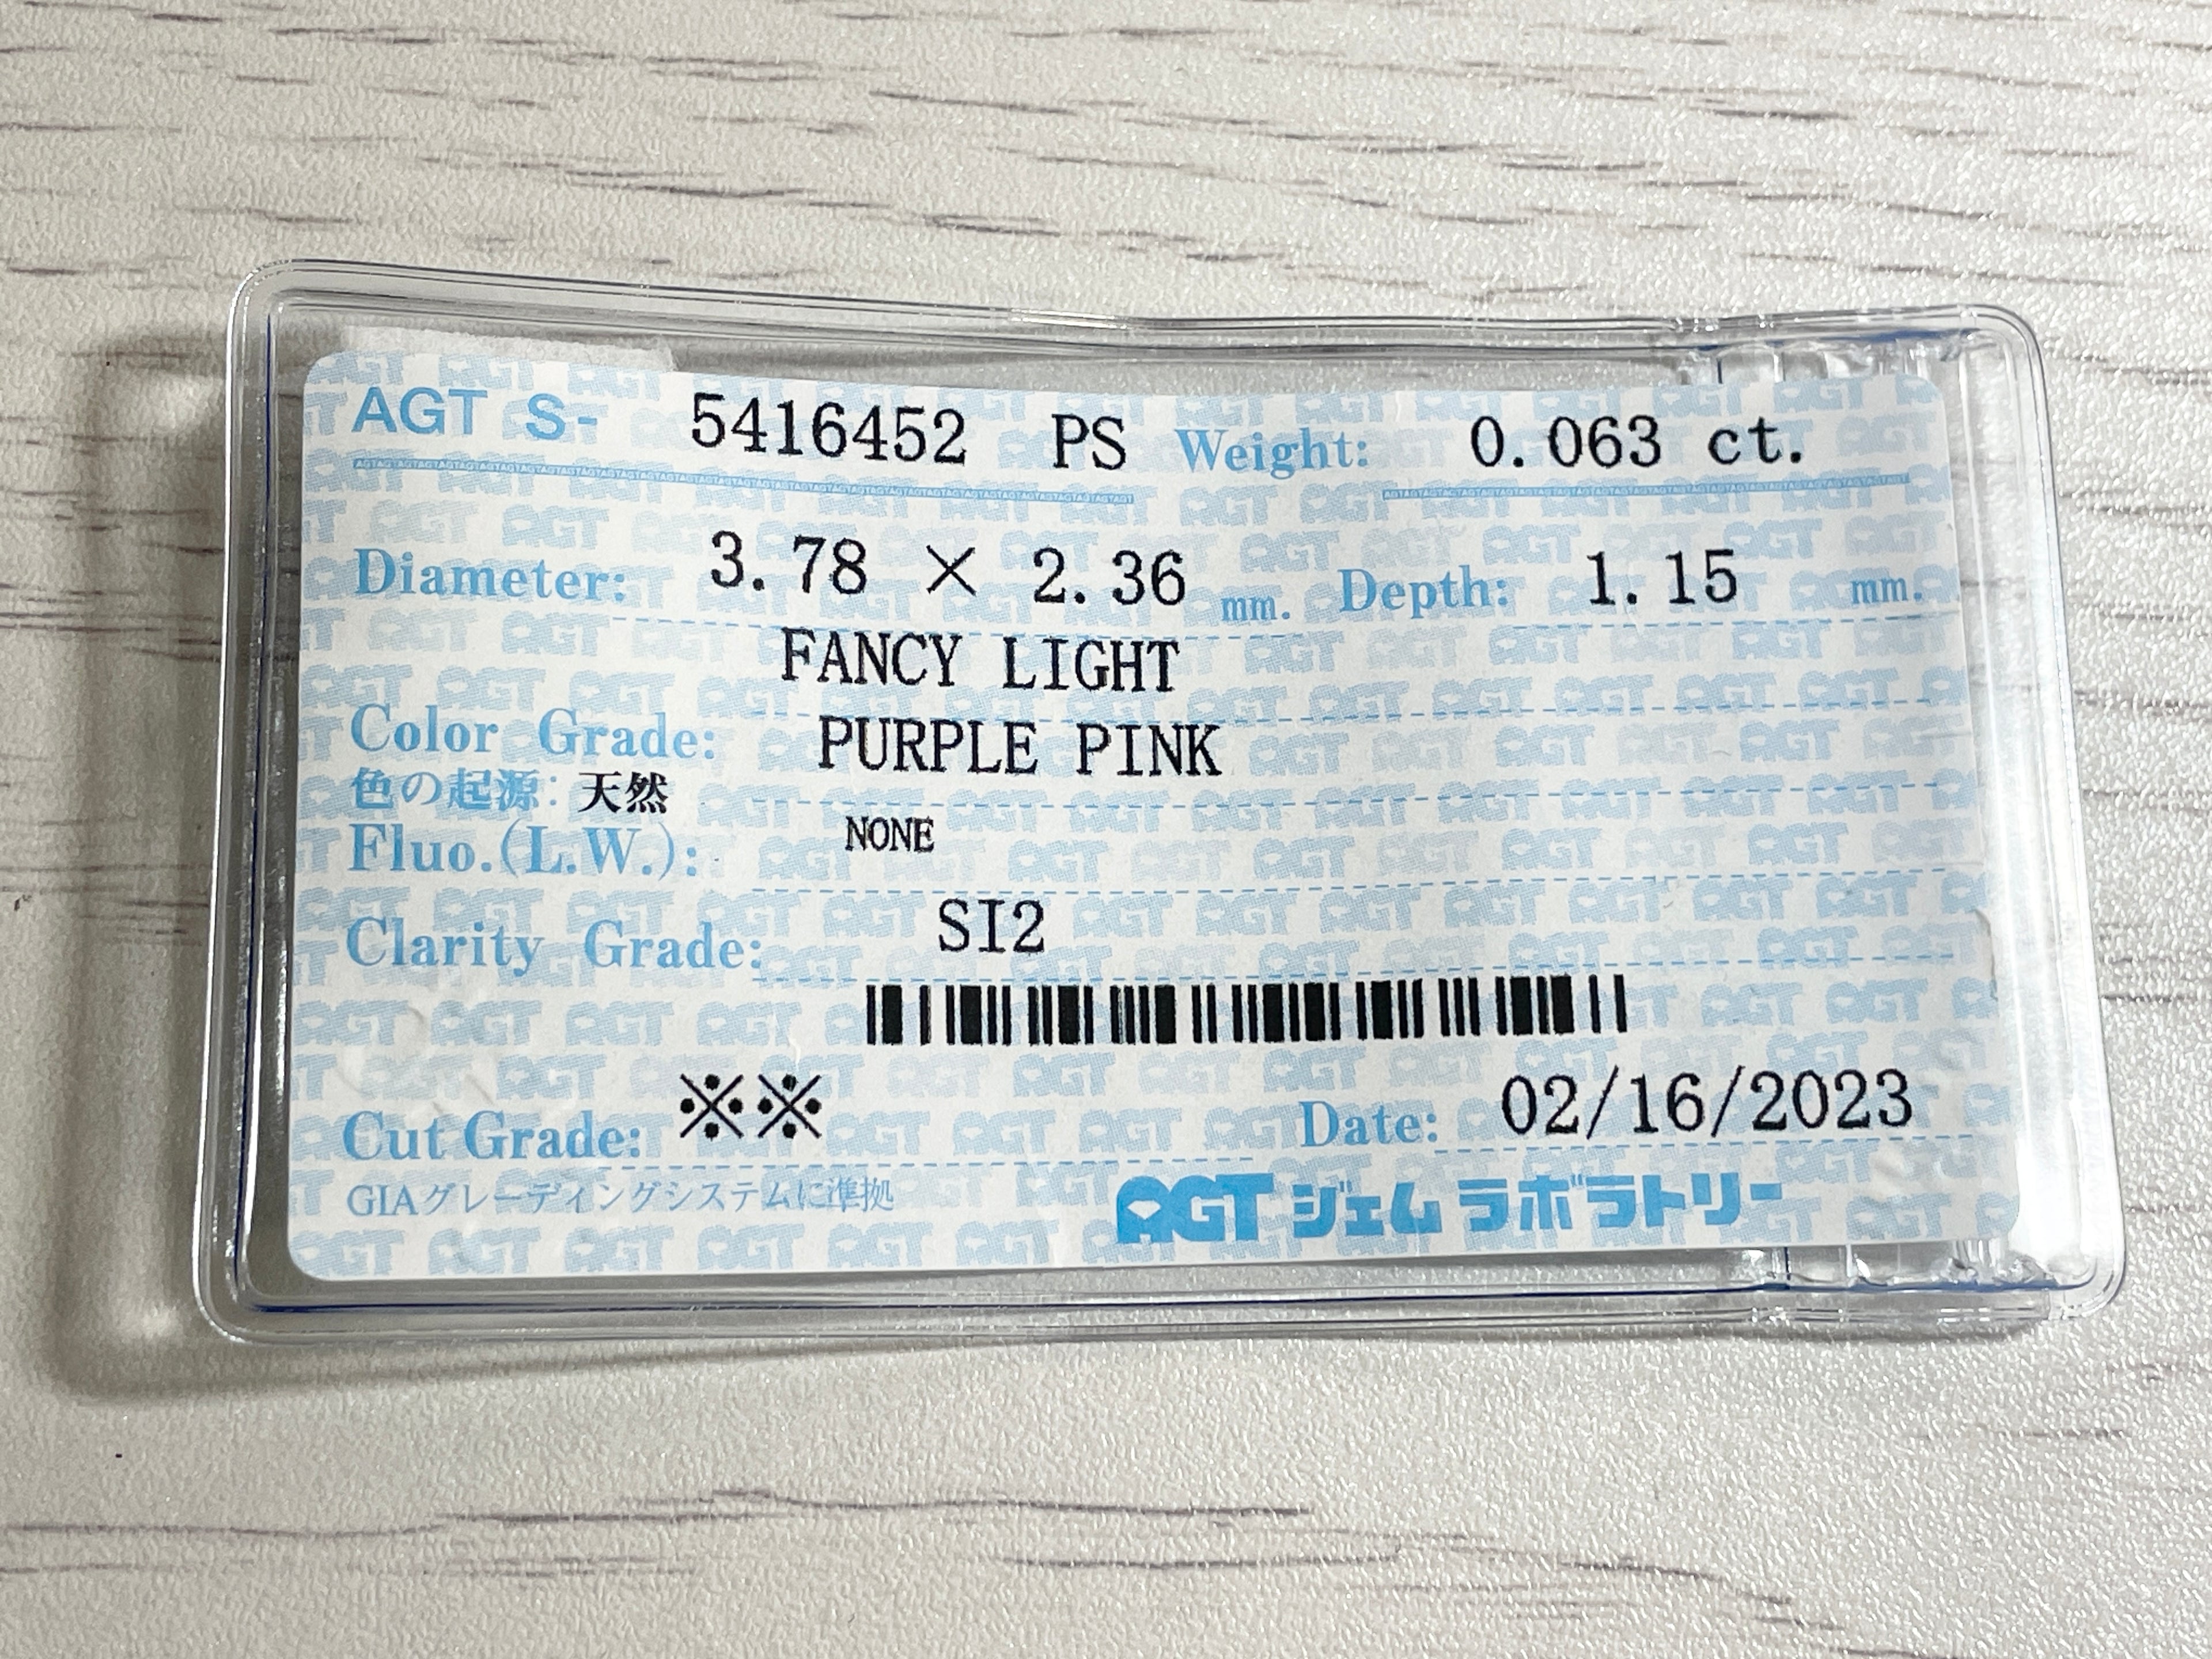 AGT S- 5416452 PS Weight: 0.063 ct.
Diameter: 3.78 × 2.36 mm. Depth: 1.15 mm.
FANCY LIGHT
Color Grade: PURPLE PINK
色の起源: 天然
Fluo.(L.W.): NONE
Clarity Grade: SI2
Cut Grade: ※※ Date: 02/16/2023
GIAグレーディングシステムに準拠 AGT ジェム ラボラトリー